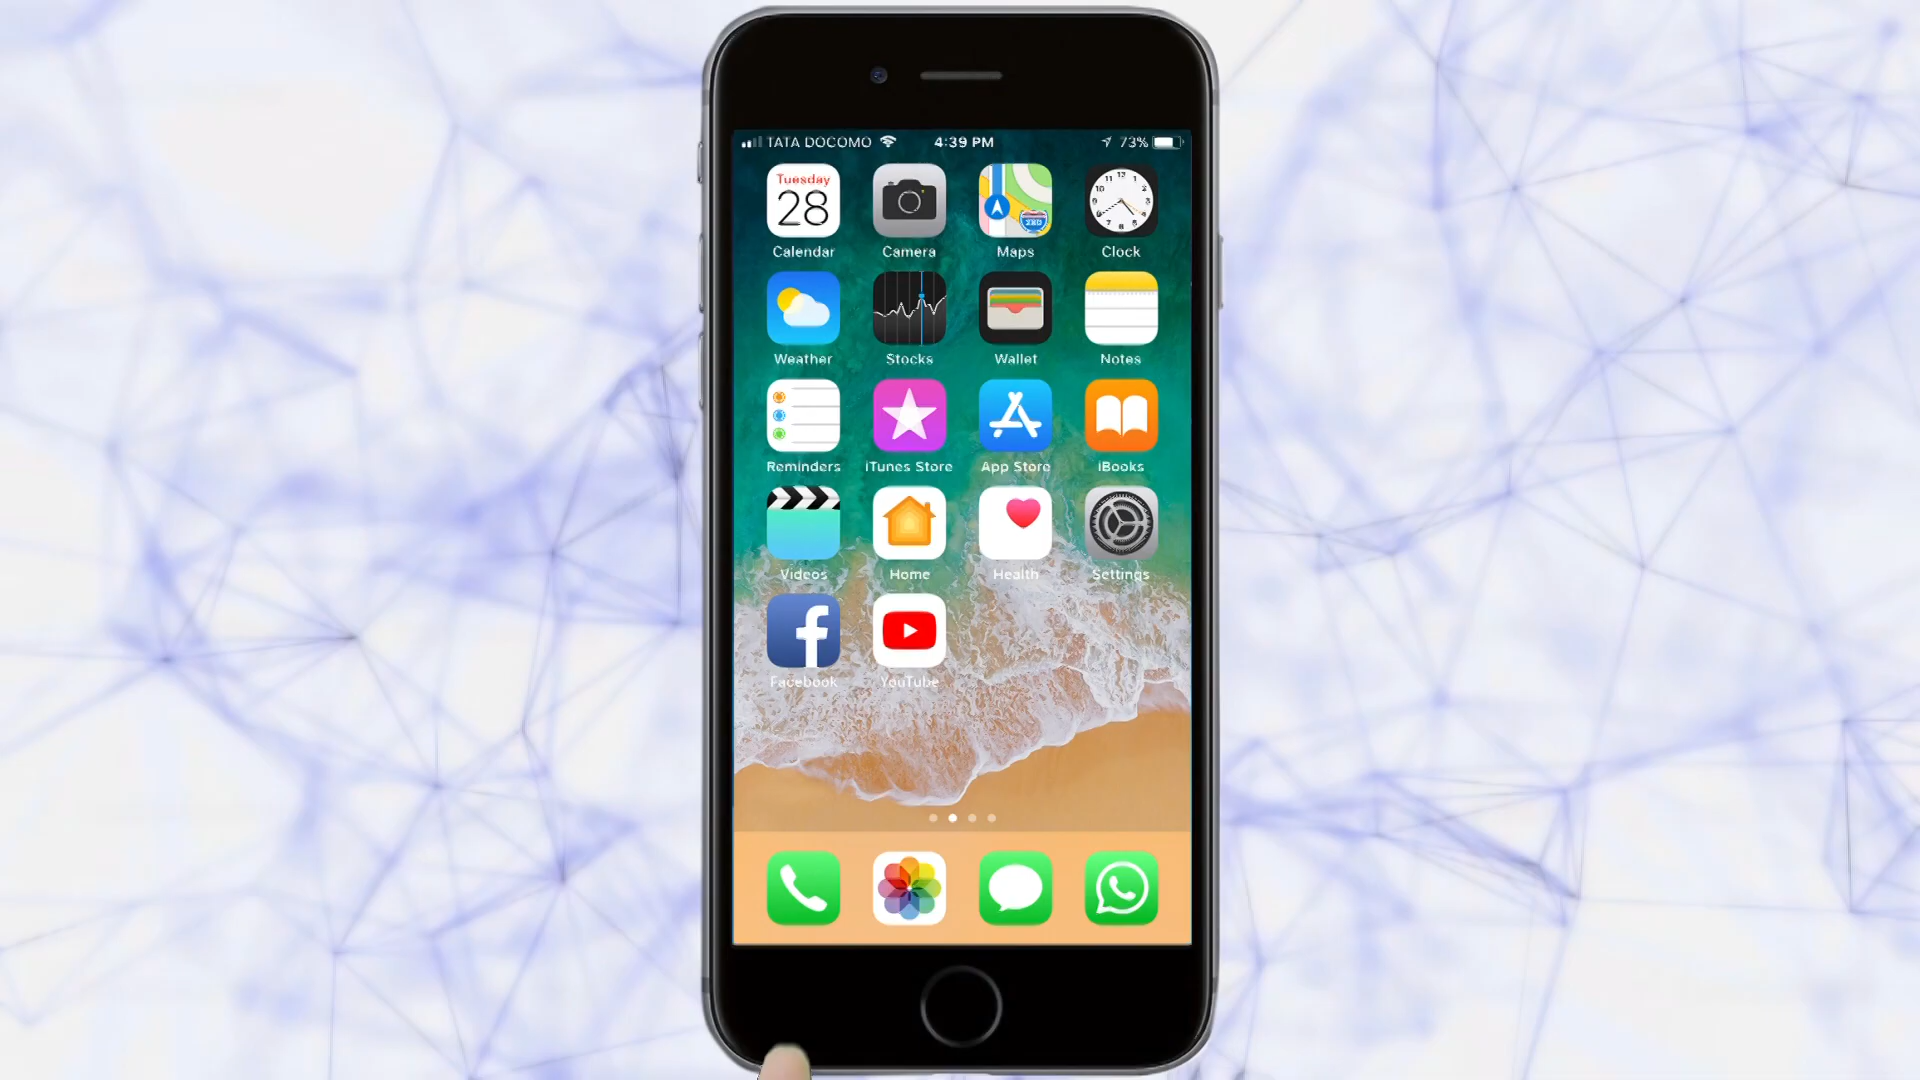 TATA DOCOMO 4:39 PM 73%
Tuesday
28
Calendar Camera Maps Clock
Weather Stocks Wallet Notes
Reminders iTunes Store App Store iBooks
Videos Home Health Settings
Facebook YouTube